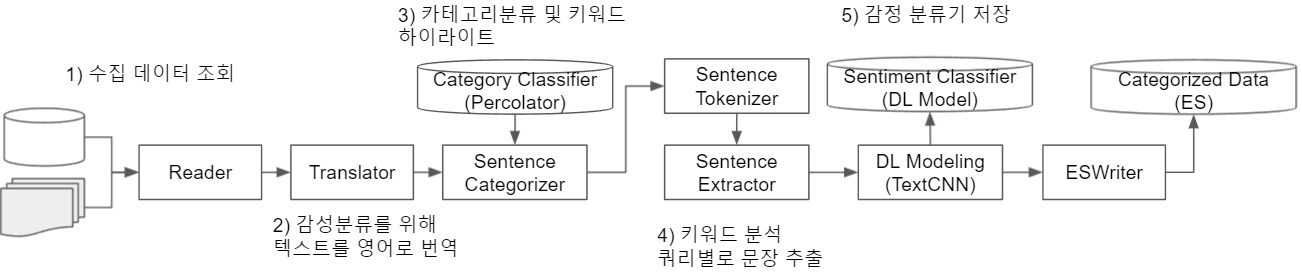 3) 카테고리분류 및 키워드
하이라이트
5) 감정 분류기 저장
1) 수집 데이터 조회
Category Classifier
(Percolator)
Sentence
Tokenizer
Sentiment Classifier
(DL Model)
Categorized Data
(ES)
Reader
Translator
Sentence
Categorizer
Sentence
Extractor
DL Modeling
(TextCNN)
ESWriter
2) 감성분류를 위해
텍스트를 영어로 번역
4) 키워드 분석
쿼리별로 문장 추출